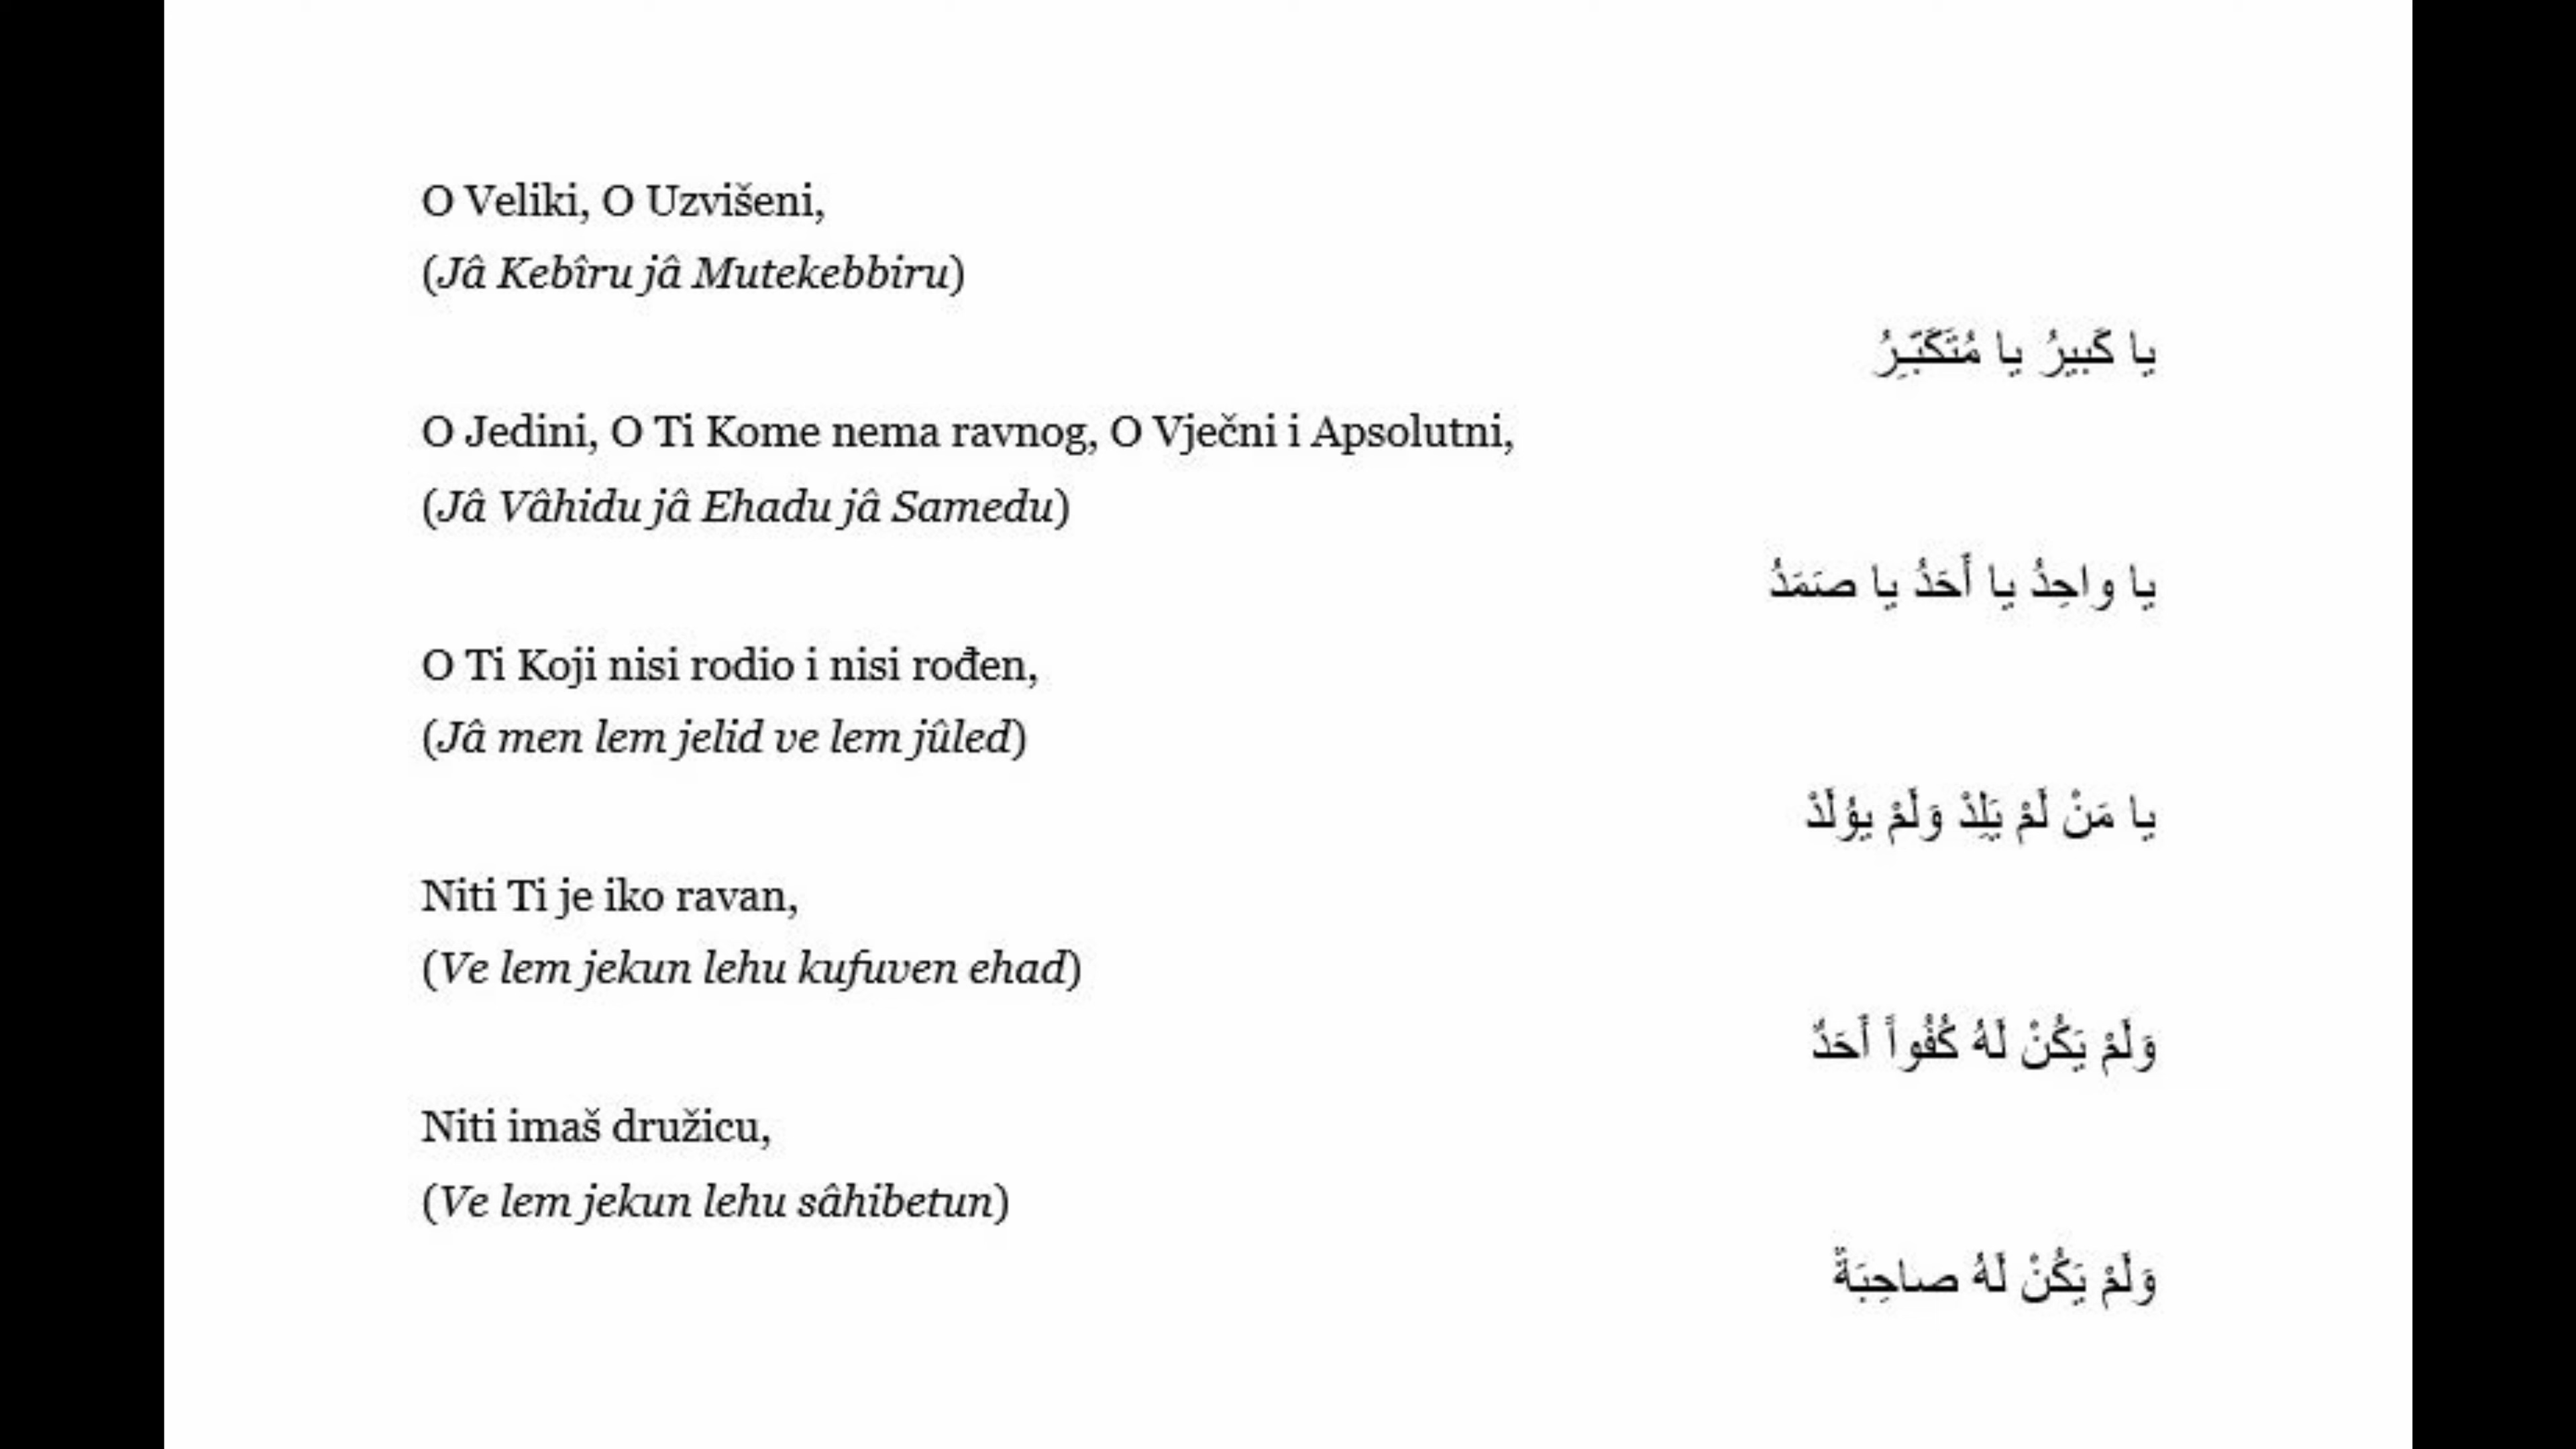 O Veliki, O Uzvišeni,
(Jâ Kebîru jâ Mutekebbiru)
يا كَبيرُ يا مُتَكَبِّـرُ
O Jedini, O Ti Kome nema ravnog, O Vječni i Apsolutni,
(Jâ Vâhidu jâ Ehadu jâ Samedu)
يا واحِدُ يا أَحَدُ يا صَمَدُ
O Ti Koji nisi rodio i nisi rođen,
(Jâ men lem jelid ve lem jûled)
يا مَنْ لَمْ يَلِدْ وَلَمْ يؤُلَدْ
Niti Ti je iko ravan,
(Ve lem jekun lehu kufuven ehad)
وَلَمْ يَكُنْ لَهُ كُفُواً أَحَدٌ
Niti imaš družicu,
(Ve lem jekun lehu sâhibetun)
وَلَمْ يَكُنْ لَهُ صاحِبَةٌ